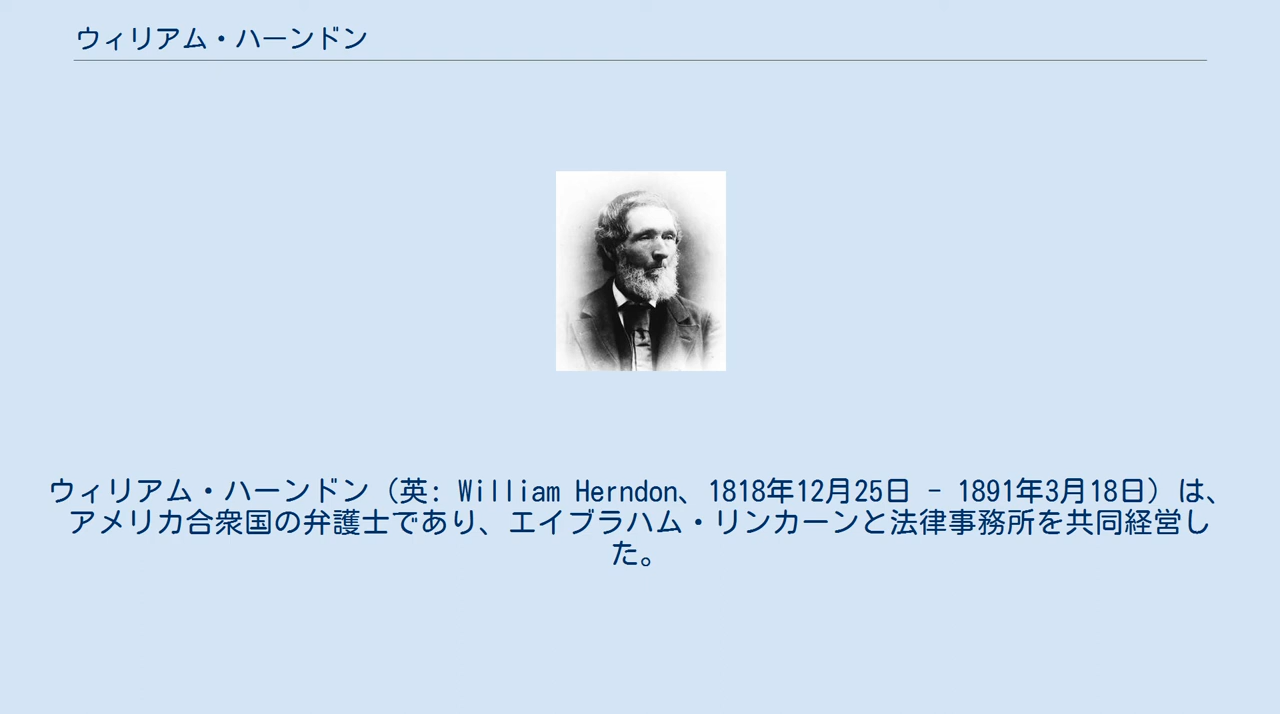 ウィリアム・ハーンドン
ウィリアム・ハーンドン（英: William Herndon、1818年12月25日 - 1891年3月18日）は、
アメリカ合衆国の弁護士であり、エイブラハム・リンカーンと法律事務所を共同経営し
た。